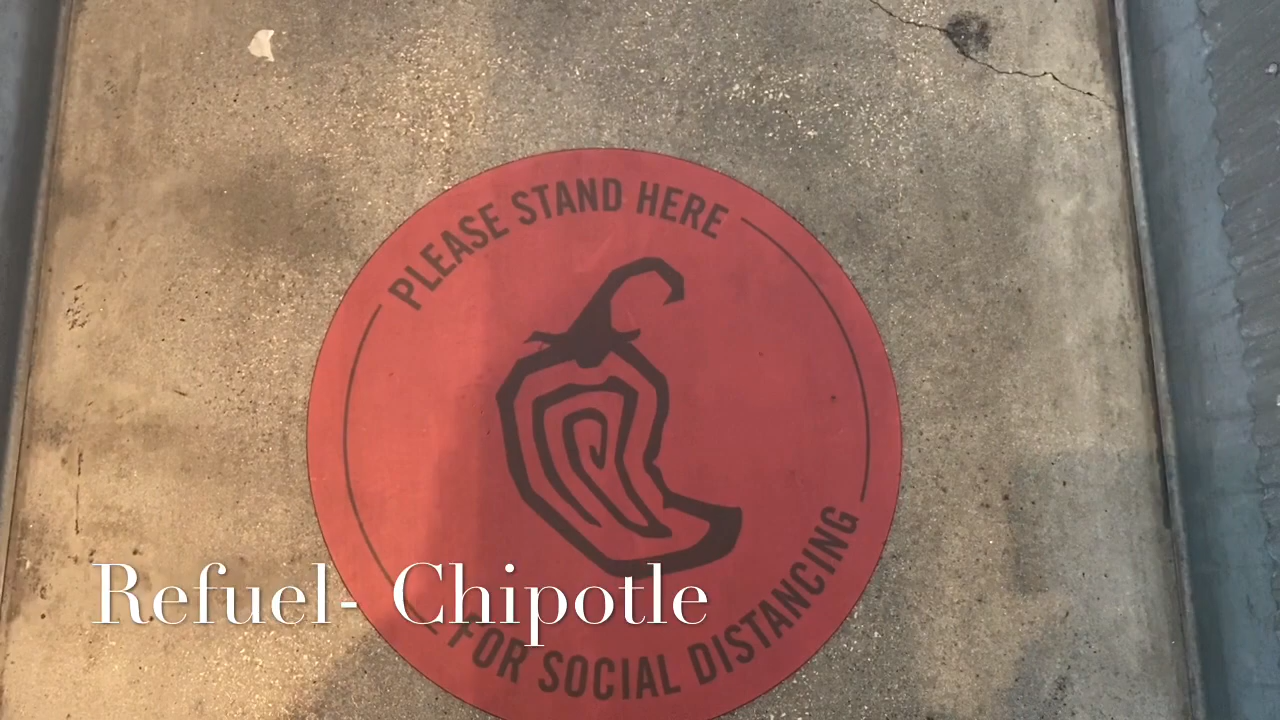 PLEASE STAND HERE
Refuel- Chipotle
FOR SOCIAL DISTANCING